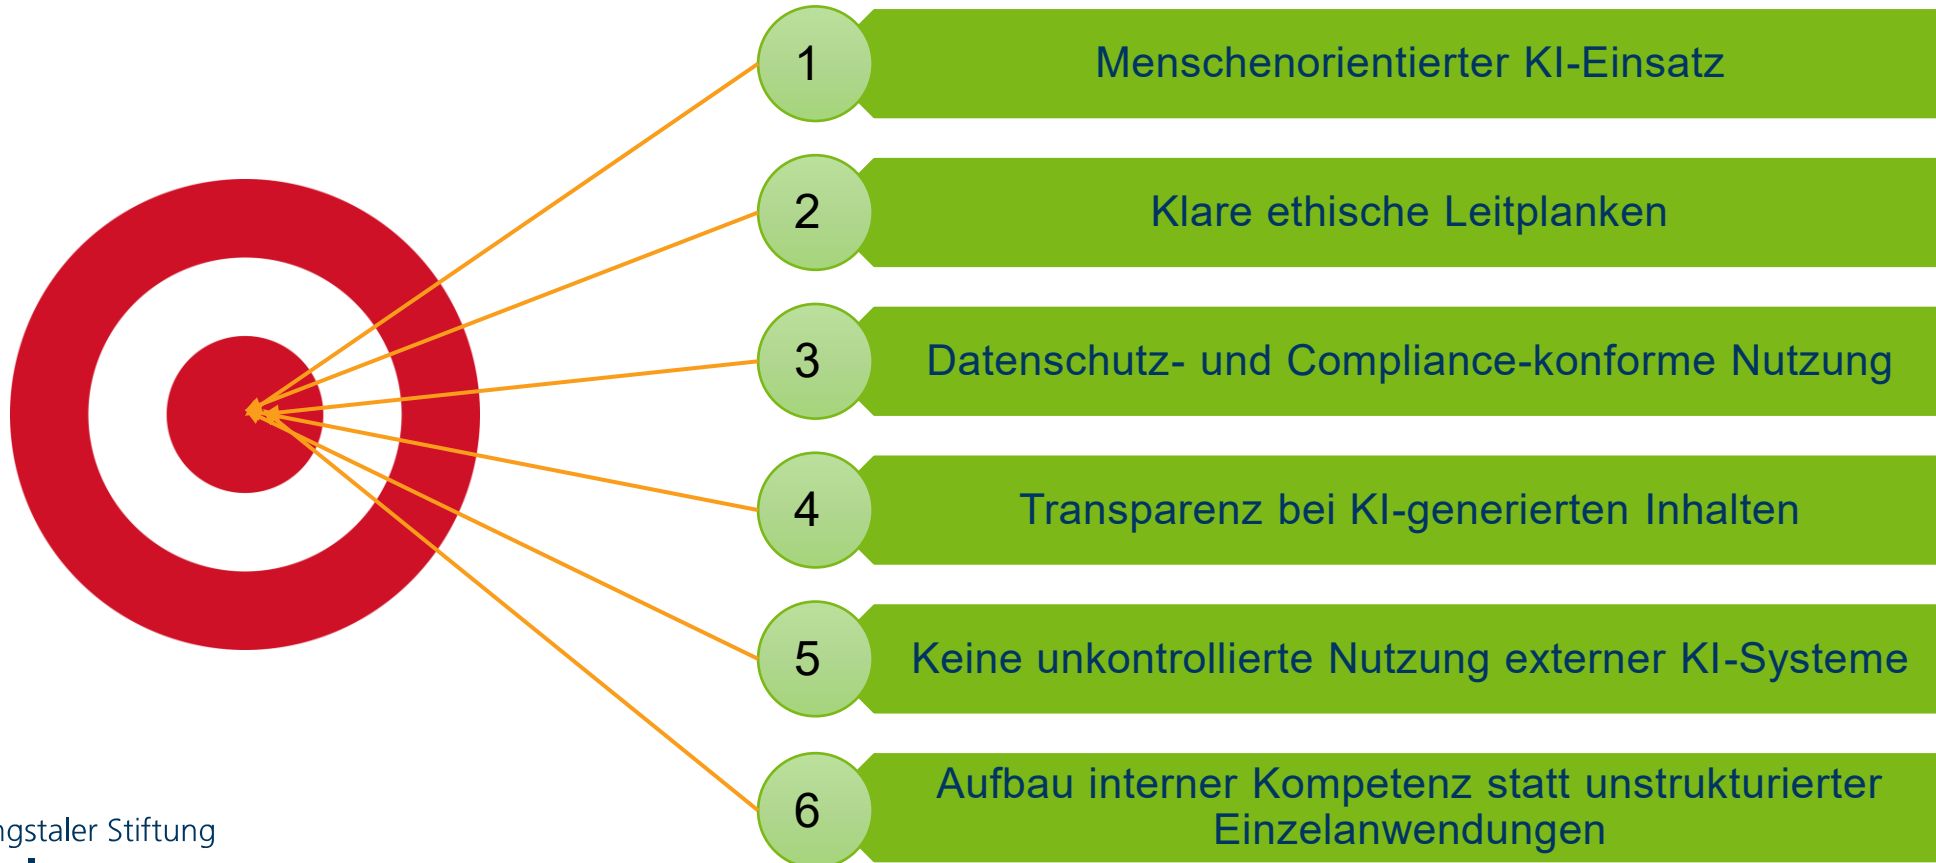 1
Menschenorientierter KI-Einsatz
2
Klare ethische Leitplanken
3
Datenschutz- und Compliance-konforme Nutzung
4
Transparenz bei KI-generierten Inhalten
5
Keine unkontrollierte Nutzung externer KI-Systeme
6
Aufbau interner Kompetenz statt unstrukturierter
Einzelanwendungen
Stiftung